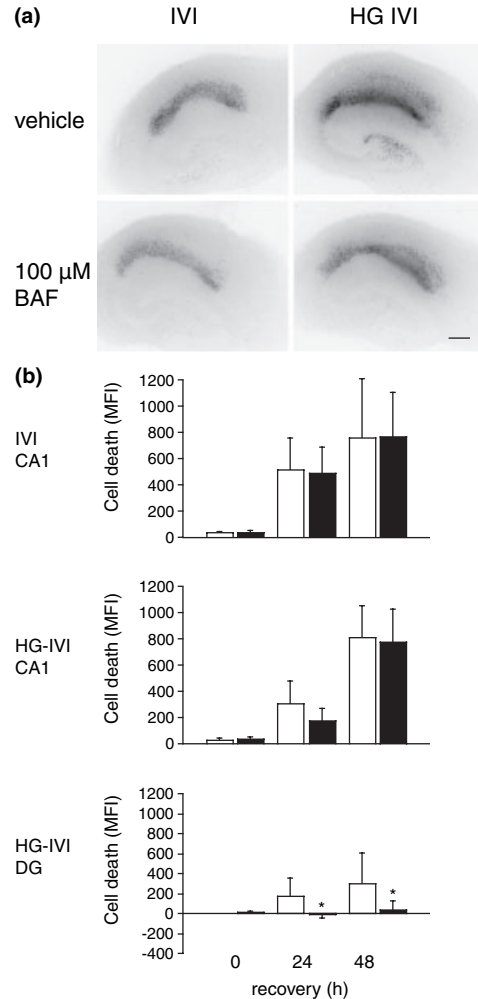 (a)
IVI HG IVI
vehicle
100 µM
BAF
(b)
IVI
CA1
Cell death (MFI)
1200
1000
800
600
400
200
0
HG-IVI
CA1
Cell death (MFI)
1200
1000
800
600
400
200
0
HG-IVI
DG
Cell death (MFI)
1200
1000
800
600
400
200
0
-200
-400
* *
0 24 48
recovery (h)